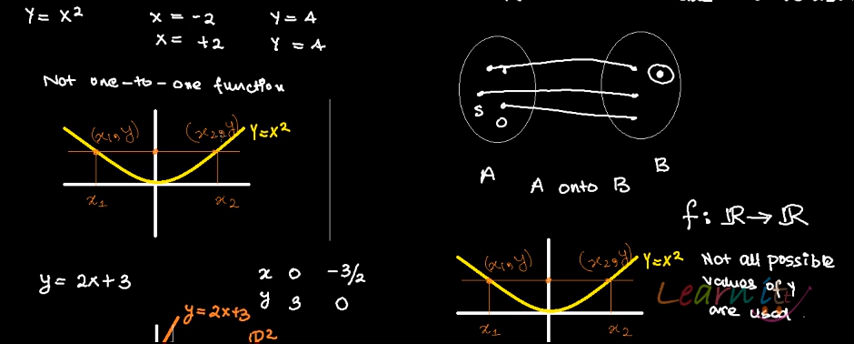 y = x² x = -2 y = 4
x = +2 y = 4
Not one-to-one function
(x₁, y) (x₂, y) y=x²
x₁ x₂
y = 2x+3 x 0 -3/2
y 3 0
y=2x+3
S
O
A B
A onto B
f: ℝ → ℝ
(x₁, y) (x₂, y) y=x² Not all possible
values of y
are used
x₁ x₂